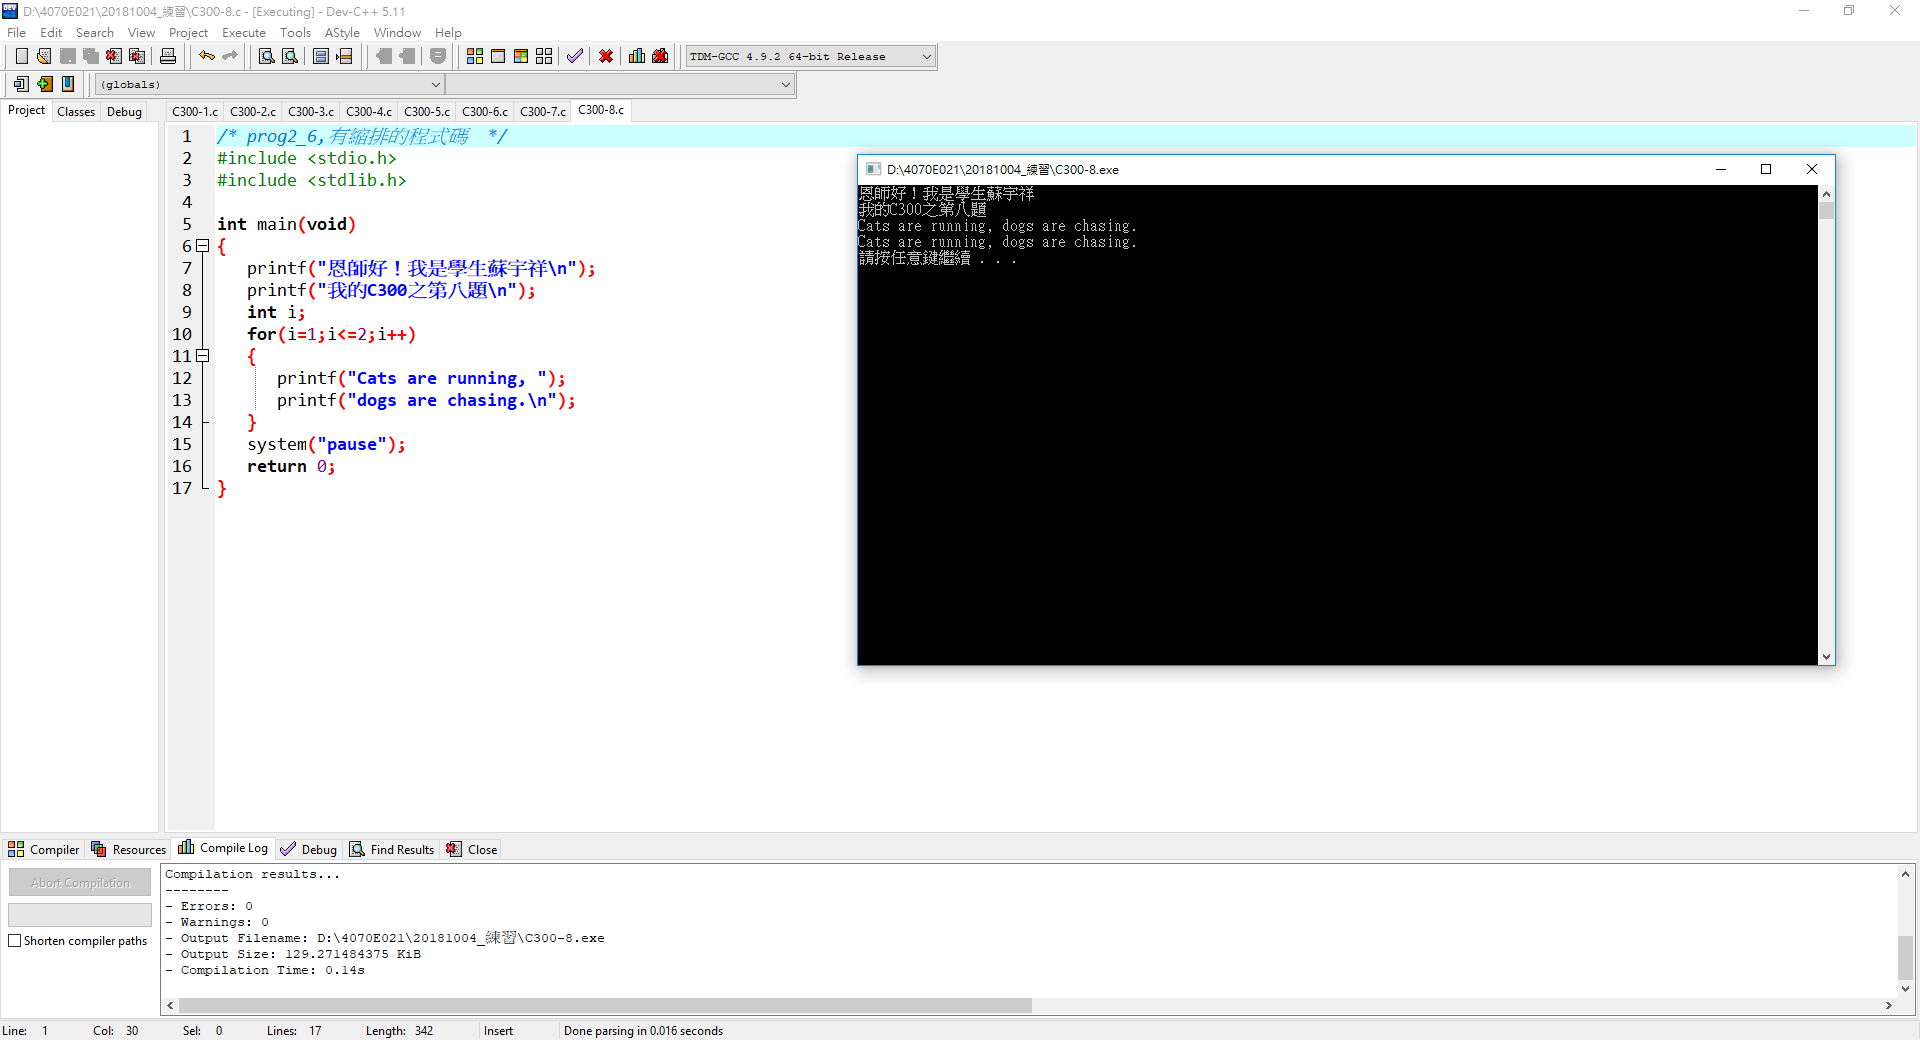 D:\4070E021\20181004_練習\C300-8.c - [Executing] - Dev-C++ 5.11
File Edit Search View Project Execute Tools AStyle Window Help
TDM-GCC 4.9.2 64-bit Release
(globals)
Project Classes Debug
C300-1.c C300-2.c C300-3.c C300-4.c C300-5.c C300-6.c C300-7.c C300-8.c
1 /* prog2_6,有縮排的程式碼 */
2 #include <stdio.h>
3 #include <stdlib.h>
4
5 int main(void)
6 {
7 printf("恩師好！我是學生蘇宇祥\n");
8 printf("我的C300之第八題\n");
9 int i;
10 for(i=1;i<=2;i++)
11 {
12 printf("Cats are running, ");
13 printf("dogs are chasing.\n");
14 }
15 system("pause");
16 return 0;
17 }
D:\4070E021\20181004_練習\C300-8.exe
恩師好！我是學生蘇宇祥
我的C300之第八題
Cats are running, dogs are chasing.
Cats are running, dogs are chasing.
請按任意鍵繼續 . . .
Compiler Resources Compile Log Debug Find Results Close
Abort Compilation
Shorten compiler paths
Compilation results...
--------
- Errors: 0
- Warnings: 0
- Output Filename: D:\4070E021\20181004_練習\C300-8.exe
- Output Size: 129.271484375 KiB
- Compilation Time: 0.14s
Line: 1 Col: 30 Sel: 0 Lines: 17 Length: 342 Insert Done parsing in 0.016 seconds